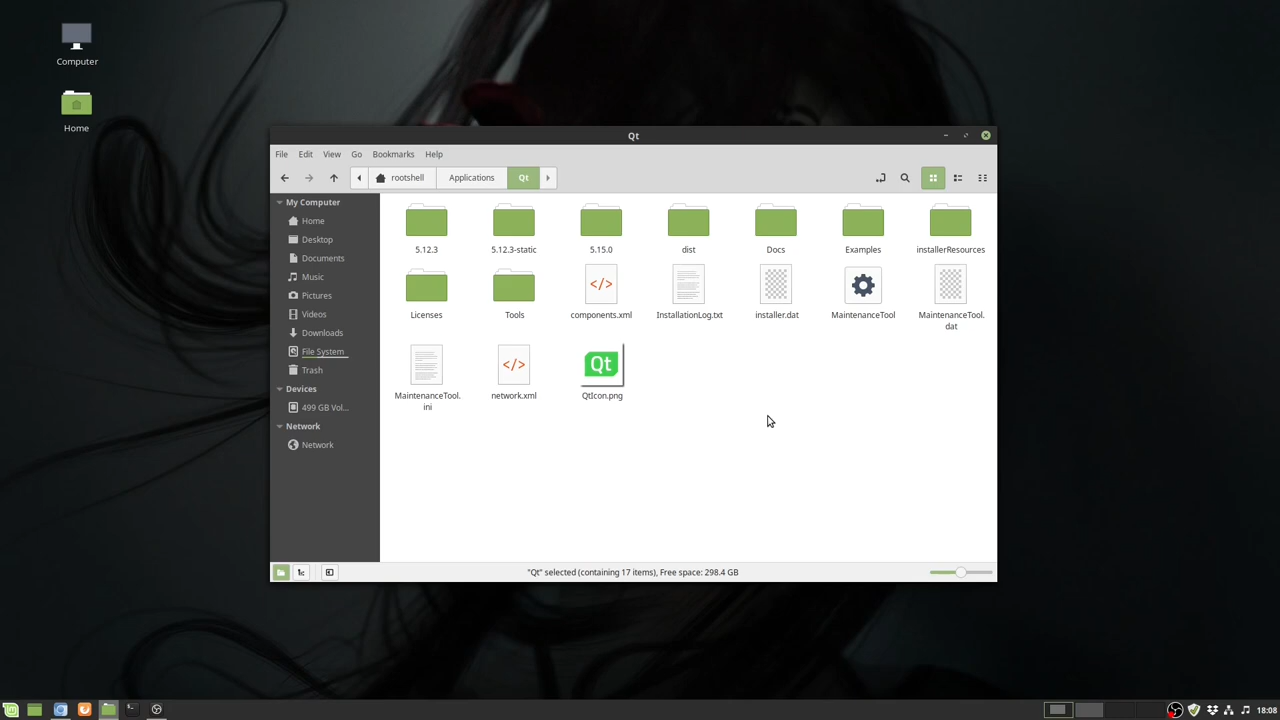 Computer
Home
Qt
File Edit View Go Bookmarks Help
rootshell Applications Qt
My Computer
Home
Desktop
Documents
Music
Pictures
Videos
Downloads
File System
Trash
Devices
499 GB Vol...
Network
Network
5.12.3 5.12.3-static 5.15.0 dist Docs Examples installerResources
Licenses Tools components.xml InstallationLog.txt installer.dat MaintenanceTool MaintenanceTool.
dat
Qt
MaintenanceTool. network.xml QtIcon.png
ini
"Qt" selected (containing 17 items), Free space: 298.4 GB
18:08